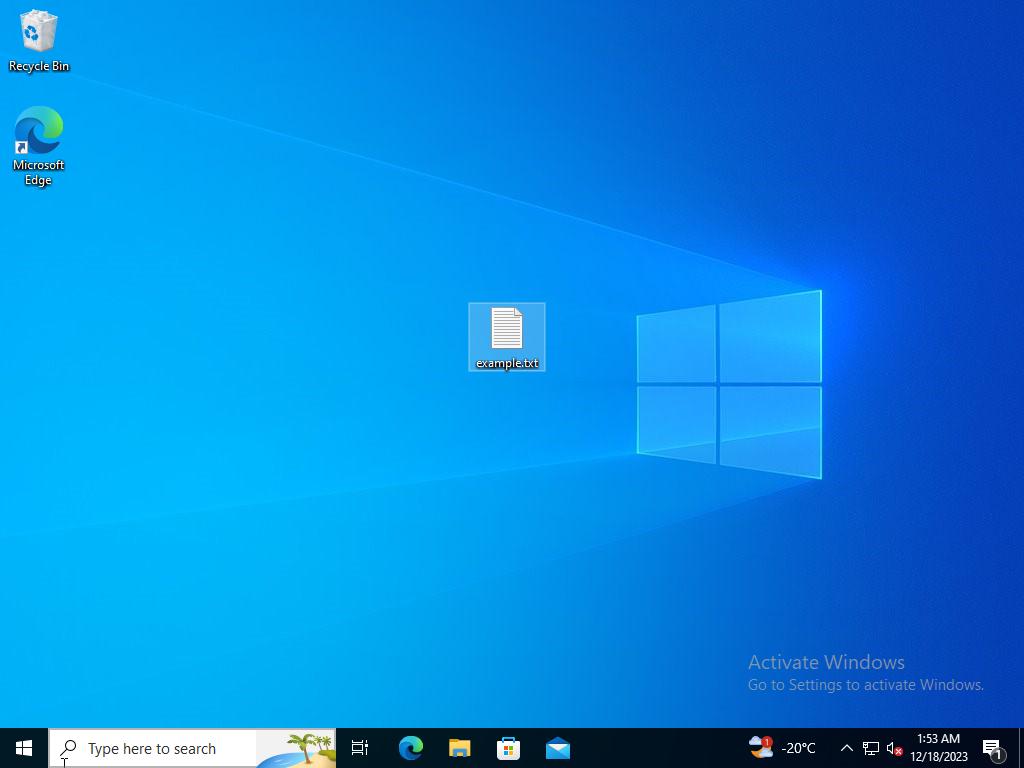 Recycle Bin
Microsoft
Edge
example.txt
Activate Windows
Go to Settings to activate Windows.
Type here to search
1
-20°C
1:53 AM
12/18/2023
1